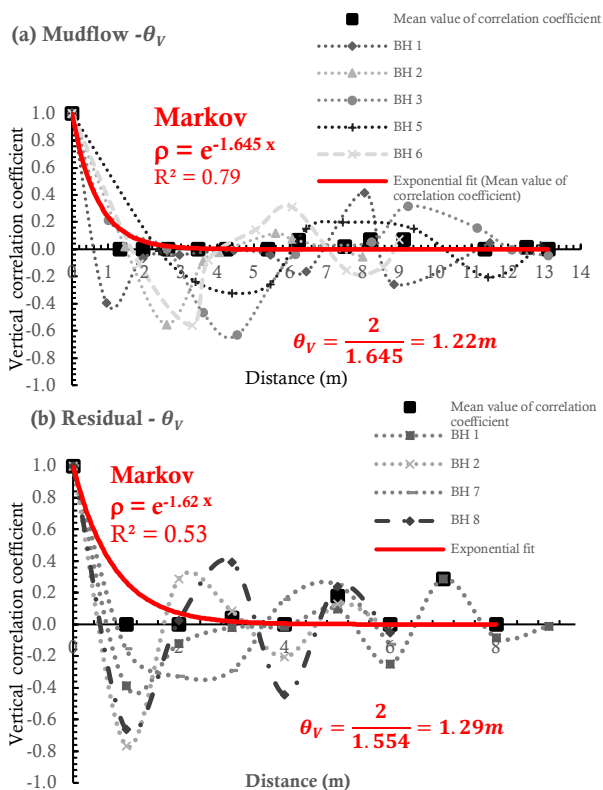 (a) Mudflow -θV
Mean value of correlation coefficient
BH 1
BH 2
BH 3
BH 5
BH 6
Exponential fit (Mean value of
correlation coefficient)
Markov
ρ = e^-1.645 x
R² = 0.79
Vertical correlation coefficient
1.0
0.8
0.6
0.4
0.2
0.0
-0.2
-0.4
-0.6
-0.8
-1.0
0 1 2 3 4 5 6 7 8 9 10 11 12 13 14
θV = 2/1.645 = 1.22m
Distance (m)
(b) Residual - θV
Mean value of correlation
coefficient
BH 1
BH 2
BH 7
BH 8
Exponential fit
Markov
ρ = e^-1.62 x
R² = 0.53
Vertical correlation coefficient
1.0
0.8
0.6
0.4
0.2
0.0
-0.2
-0.4
-0.6
-0.8
-1.0
0 2 4 6 8
θV = 2/1.554 = 1.29m
Distance (m)